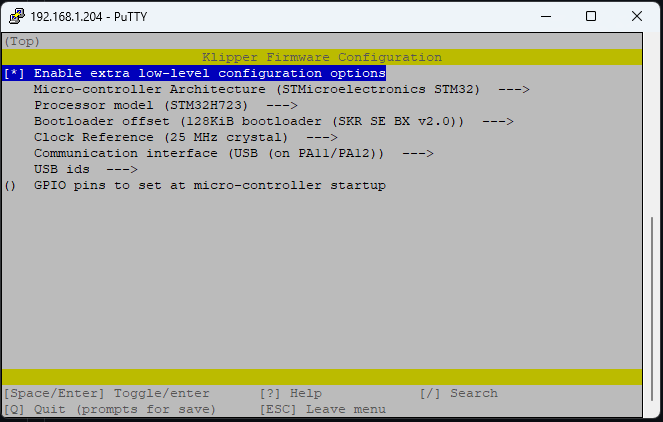 192.168.1.204 - PuTTY
(Top)
Klipper Firmware Configuration
[*] Enable extra low-level configuration options
Micro-controller Architecture (STMicroelectronics STM32)  --->
Processor model (STM32H723)  --->
Bootloader offset (128KiB bootloader (SKR SE BX v2.0))  --->
Clock Reference (25 MHz crystal)  --->
Communication interface (USB (on PA11/PA12))  --->
USB ids  --->
()  GPIO pins to set at micro-controller startup
[Space/Enter] Toggle/enter      [?] Help            [/] Search
[Q] Quit (prompts for save)     [ESC] Leave menu